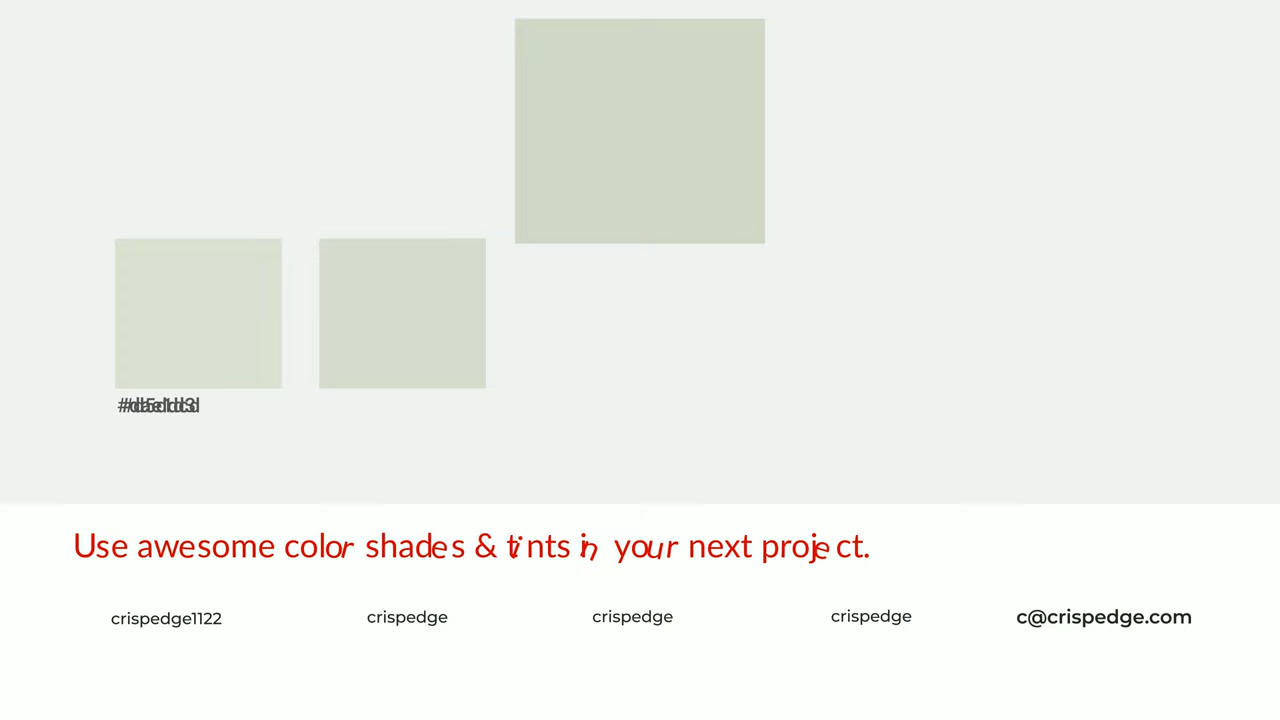 Use awesome color shades & tints in your next project.
crispedge1122 crispedge crispedge crispedge c@crispedge.com